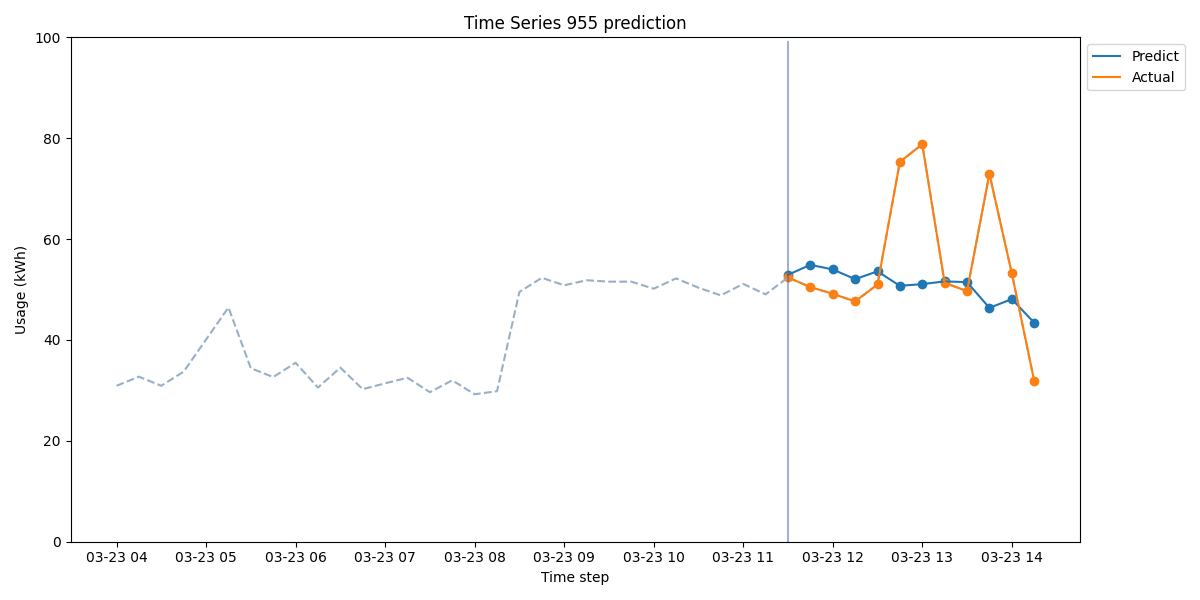 Time Series 955 prediction
Predict
Actual
Usage (kWh)
100
80
60
40
20
0
03-23 04 03-23 05 03-23 06 03-23 07 03-23 08 03-23 09 03-23 10 03-23 11 03-23 12 03-23 13 03-23 14
Time step